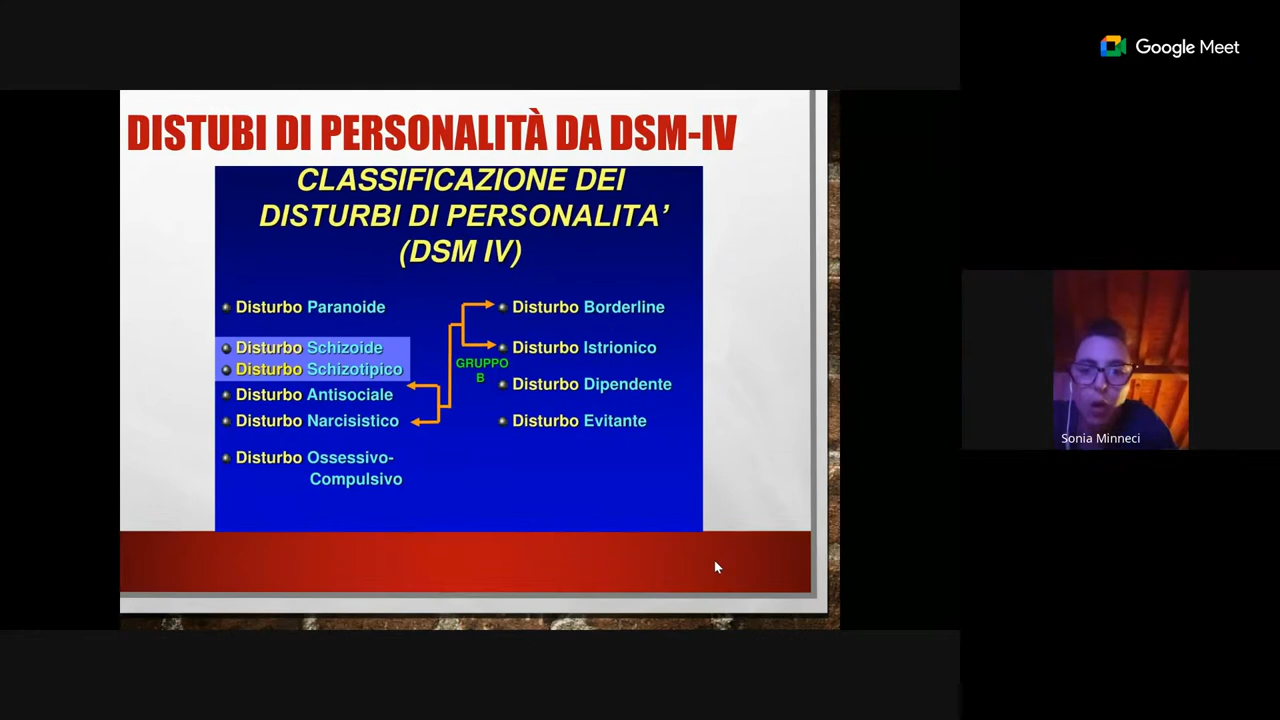 Google Meet
DISTUBI DI PERSONALITÀ DA DSM-IV
CLASSIFICAZIONE DEI
DISTURBI DI PERSONALITA’
(DSM IV)
Disturbo Paranoide
Disturbo Schizoide
Disturbo Schizotipico
Disturbo Antisociale
Disturbo Narcisistico
Disturbo Ossessivo-
Compulsivo
GRUPPO
B
Disturbo Borderline
Disturbo Istrionico
Disturbo Dipendente
Disturbo Evitante
Sonia Minneci